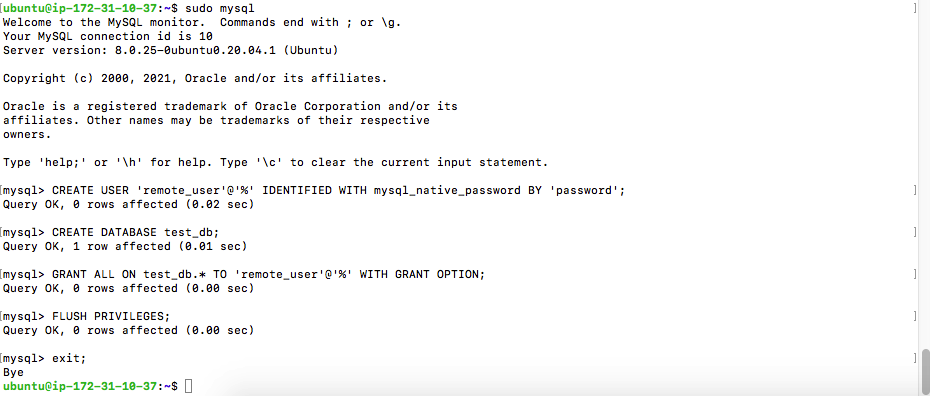 [ubuntu@ip-172-31-10-37:~$ sudo mysql ]
Welcome to the MySQL monitor.  Commands end with ; or \g.
Your MySQL connection id is 10
Server version: 8.0.25-0ubuntu0.20.04.1 (Ubuntu)
Copyright (c) 2000, 2021, Oracle and/or its affiliates.
Oracle is a registered trademark of Oracle Corporation and/or its
affiliates. Other names may be trademarks of their respective
owners.
Type 'help;' or '\h' for help. Type '\c' to clear the current input statement.
[mysql> CREATE USER 'remote_user'@'%' IDENTIFIED WITH mysql_native_password BY 'password'; ]
Query OK, 0 rows affected (0.02 sec)
[mysql> CREATE DATABASE test_db; ]
Query OK, 1 row affected (0.01 sec)
[mysql> GRANT ALL ON test_db.* TO 'remote_user'@'%' WITH GRANT OPTION; ]
Query OK, 0 rows affected (0.00 sec)
[mysql> FLUSH PRIVILEGES; ]
Query OK, 0 rows affected (0.00 sec)
[mysql> exit; ]
Bye
ubuntu@ip-172-31-10-37:~$